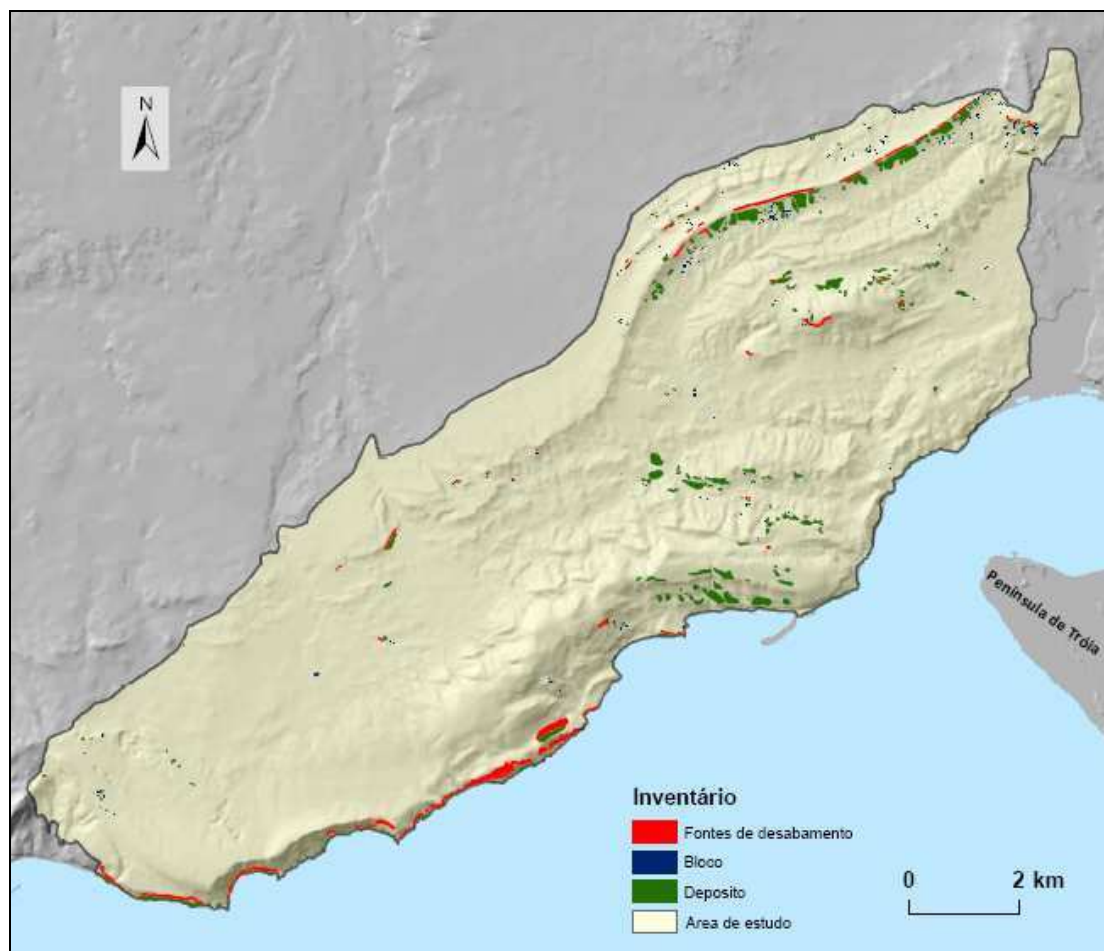 N
Península de Tróia
Inventário
Fontes de desabamento
Bloco
Deposito
Area de estudo
0 2 km